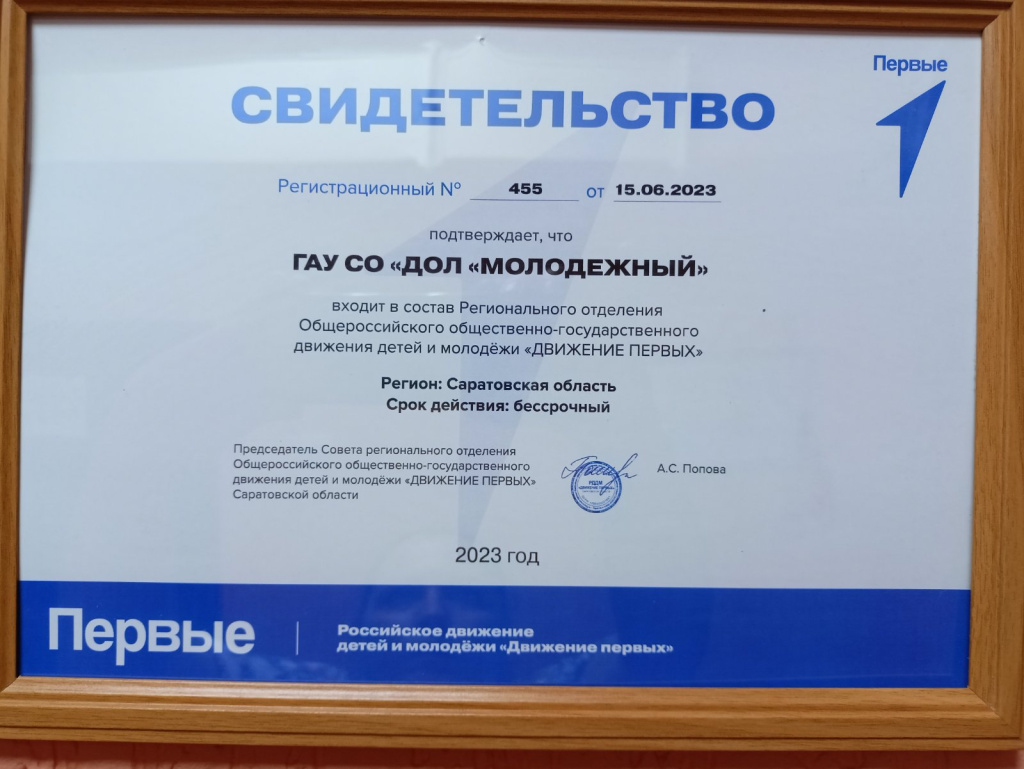 Первые
СВИДЕТЕЛЬСТВО
Регистрационный № 455 от 15.06.2023
подтверждает, что
ГАУ СО «ДОЛ «МОЛОДЕЖНЫЙ»
входит в состав Регионального отделения
Общероссийского общественно-государственного
движения детей и молодёжи «ДВИЖЕНИЕ ПЕРВЫХ»
Регион: Саратовская область
Срок действия: бессрочный
Председатель Совета регионального отделения
Общероссийского общественно-государственного
движения детей и молодёжи «ДВИЖЕНИЕ ПЕРВЫХ»
Саратовской области
РДДМ
«ДВИЖЕНИЕ ПЕРВЫХ»
А.С. Попова
2023 год
Первые
Российское движение
детей и молодёжи «Движение первых»